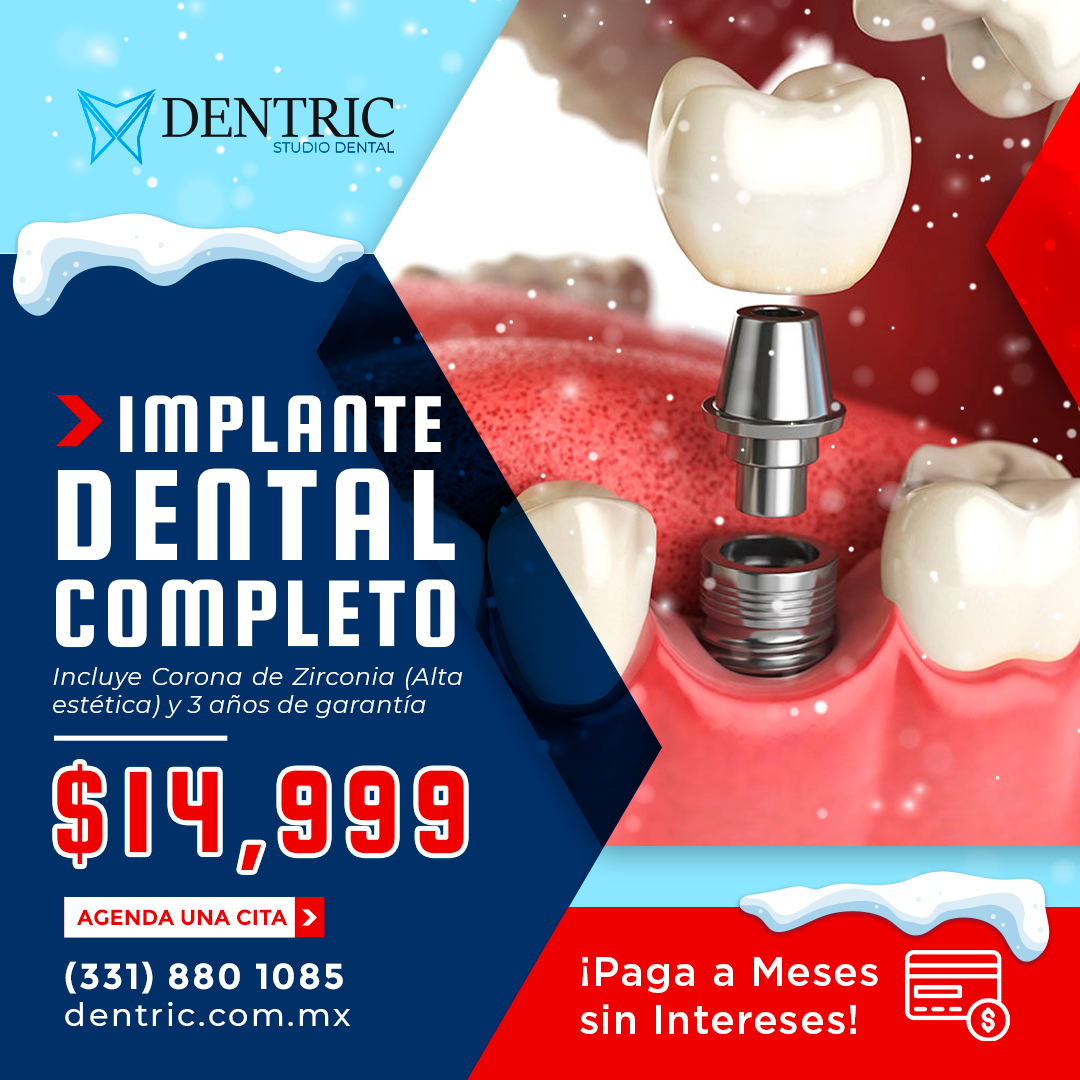 DENTRIC
STUDIO DENTAL
IMPLANTE
DENTAL
COMPLETO
Incluye Corona de Zirconia (Alta
estética) y 3 años de garantía
$14,999
AGENDA UNA CITA
(331) 880 1085
dentric.com.mx
¡Paga a Meses
sin Intereses!
$